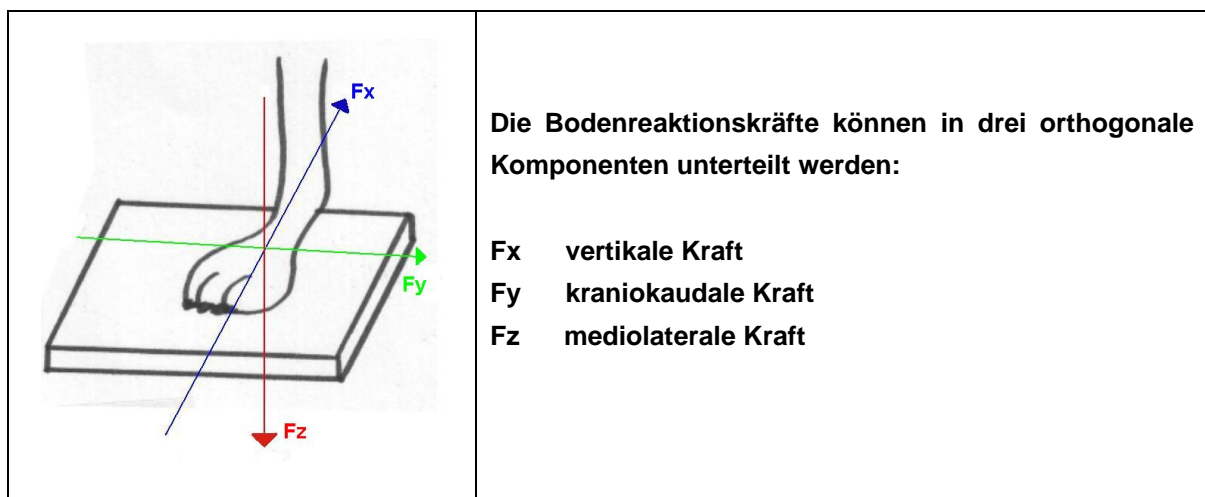 Fx
Fy
Fz
Die Bodenreaktionskräfte können in drei orthogonale
Komponenten unterteilt werden:
Fx vertikale Kraft
Fy kraniokaudale Kraft
Fz mediolaterale Kraft